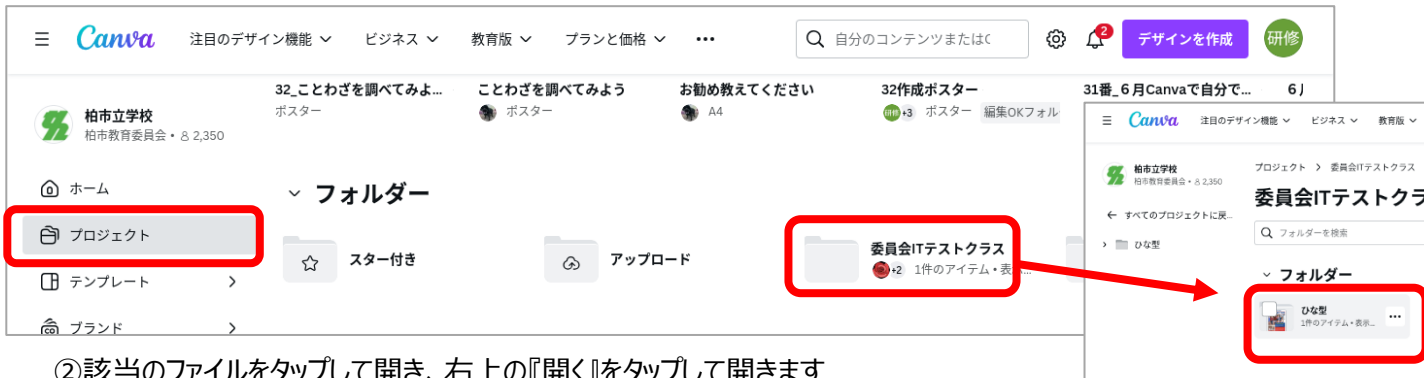 Canva 注目のデザイン機能 ビジネス 教育版 プランと価格 ••• 自分のコンテンツまたはc 2 デザインを作成 研修
柏市立学校
柏市教育委員会・ 2,350
ホーム
プロジェクト
テンプレート
ブランド
32_ことわざを調べてみよ... ことわざを調べてみよう お勧め教えてください 32作成ポスター 31番_６月Canvaで自分で...
ポスター ポスター A4 研修 +3 ポスター 編集OKフォル
フォルダー
スター付き アップロード 委員会ITテストクラス
+2 1件のアイテム・表示...
Canva 注目のデザイン機能 ビジネス 教育版
柏市立学校
柏市教育委員会・ 2,350
すべてのプロジェクトに戻...
ひな型
プロジェクト > 委員会ITテストクラス
委員会ITテストクラ
フォルダーを検索
フォルダー
ひな型
1件のアイテム・表示... •••
②該当のファイルをタップして開き、右上の『開く』をタップして開きます